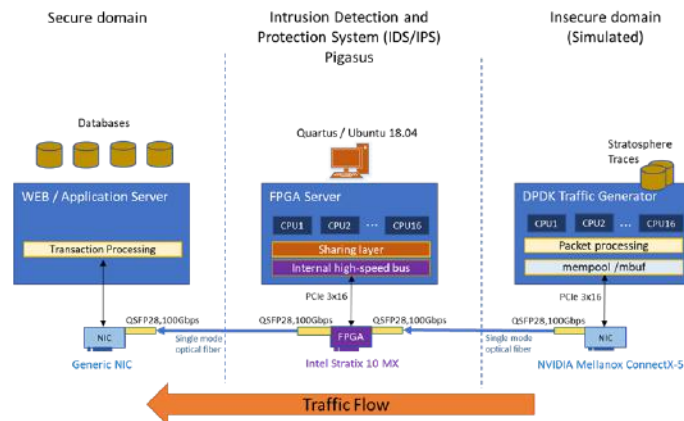 Secure domain
Intrusion Detection and
Protection System (IDS/IPS)
Pigasus
Insecure domain
(Simulated)
Databases
Quartus / Ubuntu 18.04
Stratosphere
Traces
WEB / Application Server
Transaction Processing
FPGA Server
CPU1 CPU2 ... CPU16
Sharing layer
Internal high-speed bus
DPDK Traffic Generator
CPU1 CPU2 ... CPU16
Packet processing
mempool /mbuf
PCIe 3x16
PCIe 3x16
QSFP28,100Gbps
QSFP28,100Gbps
QSFP28,100Gbps
QSFP28,100Gbps
NIC
Single mode
optical fiber
FPGA
Single mode
optical fiber
NIC
Generic NIC
Intel Stratix 10 MX
NVIDIA Mellanox ConnectX-5
Traffic Flow